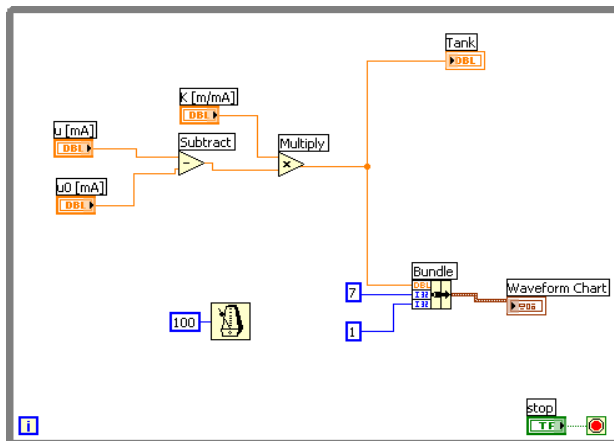 Tank
DBL
K [m/mA]
DBL
u [mA]
DBL
Subtract
Multiply
u0 [mA]
DBL
Bundle
DBL
I32
I32
7
Waveform Chart
100
1
stop
TF
i